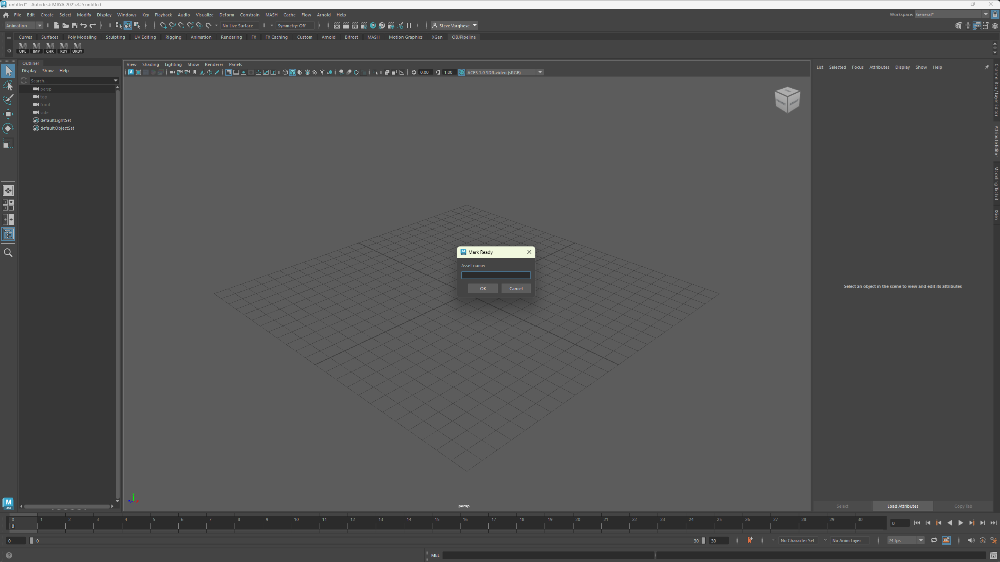 untitled* - Autodesk MAYA 2025.3.2: untitled
File Edit Create Select Modify Display Windows Key Playback Audio Visualize Deform Constrain MASH Cache Flow Arnold Help
Workspace: General*
Animation No Live Surface Symmetry: Off IPR Steve Varghese
Curves Surfaces Poly Modeling Sculpting UV Editing Rigging Animation Rendering FX FX Caching Custom Arnold Bifrost MASH Motion Graphics XGen OBJPipeline
UPL IMP CHK RDY URDY
Outliner
Display Show Help
Search...
persp
top
front
side
defaultLightSet
defaultObjectSet
View Shading Lighting Show Renderer Panels
0.00 1.00 ACES 1.0 SDR-video (sRGB)
FRONT RIGHT
Mark Ready
Asset name:
OK Cancel
y
z x
persp
List Selected Focus Attributes Display Show Help
Select an object in the scene to view and edit its attributes
Select Load Attributes Copy Tab
Channel Box / Layer Editor
Attribute Editor
Modeling Toolkit
XGen
M
AYA
0 1 2 3 4 5 6 7 8 9 10 11 12 13 14 15 16 17 18 19 20 21 22 23 24 25 26 27 28 29 30
0
0
0 0 30 30 No Character Set No Anim Layer 24 fps
MEL